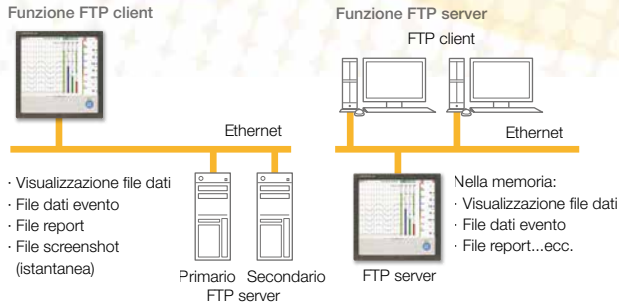 Funzione FTP client
Ethernet
· Visualizzazione file dati
· File dati evento
· File report
· File screenshot
(istantanea)
Primario Secondario
FTP server
Funzione FTP server
FTP client
Ethernet
FTP server
Nella memoria:
· Visualizzazione file dati
· File dati evento
· File report...ecc.